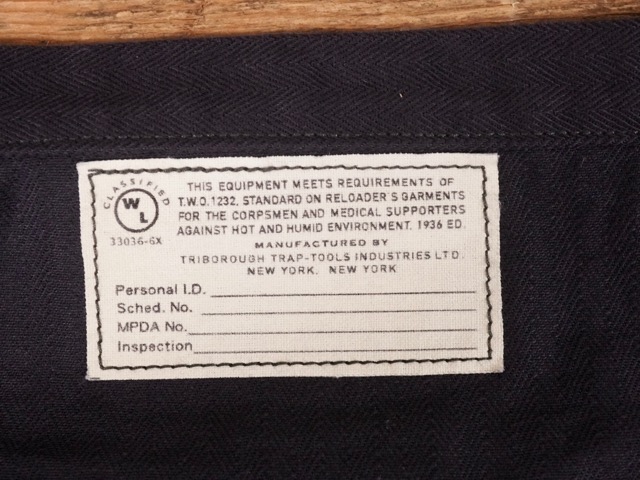 CLASSIFIED
WL
33036-6X
THIS EQUIPMENT MEETS REQUIREMENTS OF
T.W.O.1232, STANDARD ON RELOADER'S GARMENTS
FOR THE CORPSMEN AND MEDICAL SUPPORTERS
AGAINST HOT AND HUMID ENVIRONMENT. 1936 ED.
MANUFACTURED BY
TRIBOROUGH TRAP-TOOLS INDUSTRIES LTD.
NEW YORK, NEW YORK
Personal I.D.
Sched. No.
MPDA No.
Inspection